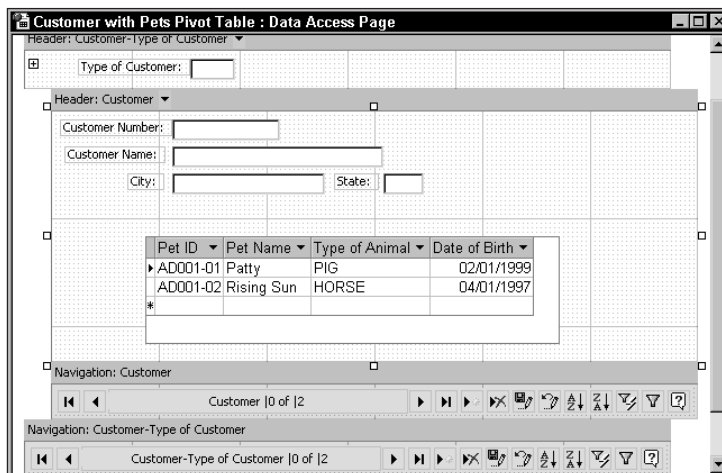 Customer with Pets Pivot Table : Data Access Page
Header: Customer-Type of Customer
Type of Customer:
Header: Customer
Customer Number:
Customer Name:
City: State:
Pet ID Pet Name Type of Animal Date of Birth
AD001-01 Patty PIG 02/01/1999
AD001-02 Rising Sun HORSE 04/01/1997
Navigation: Customer
Customer |0 of |2
Navigation: Customer-Type of Customer
Customer-Type of Customer |0 of |2